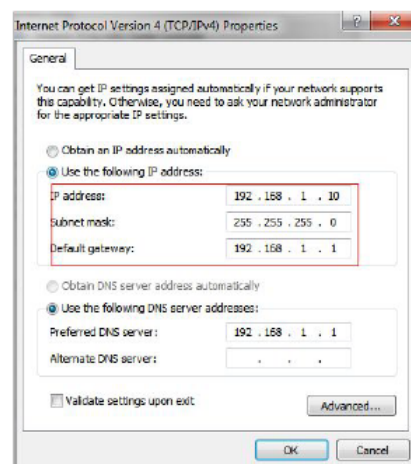 Internet Protocol Version 4 (TCP/IPv4) Properties
General
You can get IP settings assigned automatically if your network supports
this capability. Otherwise, you need to ask your network administrator
for the appropriate IP settings.
Obtain an IP address automatically
Use the following IP address:
IP address: 192 . 168 . 1 . 10
Subnet mask: 255 . 255 . 255 . 0
Default gateway: 192 . 168 . 1 . 1
Obtain DNS server address automatically
Use the following DNS server addresses:
Preferred DNS server: 192 . 168 . 1 . 1
Alternate DNS server: . . .
Validate settings upon exit
Advanced...
OK Cancel